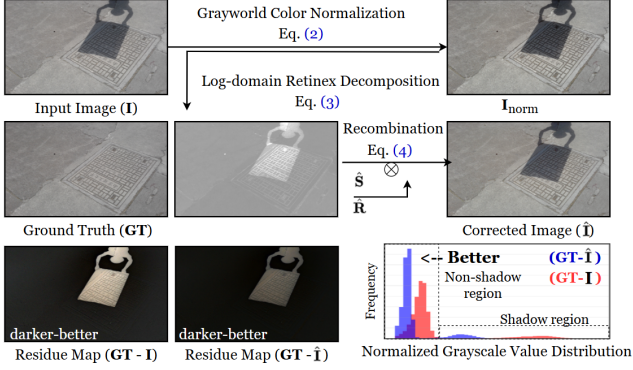 Grayworld Color Normalization
Eq. (2)
Input Image (I)
I_norm
Log-domain Retinex Decomposition
Eq. (3)
Recombination
Eq. (4)
⊗
Ŝ
R̂
Ground Truth (GT)
Corrected Image (Î)
darker-better
Residue Map (GT - I)
darker-better
Residue Map (GT - Î)
Frequency
<-- Better
(GT-Î)
(GT-I)
Non-shadow
region
Shadow region
Normalized Grayscale Value Distribution